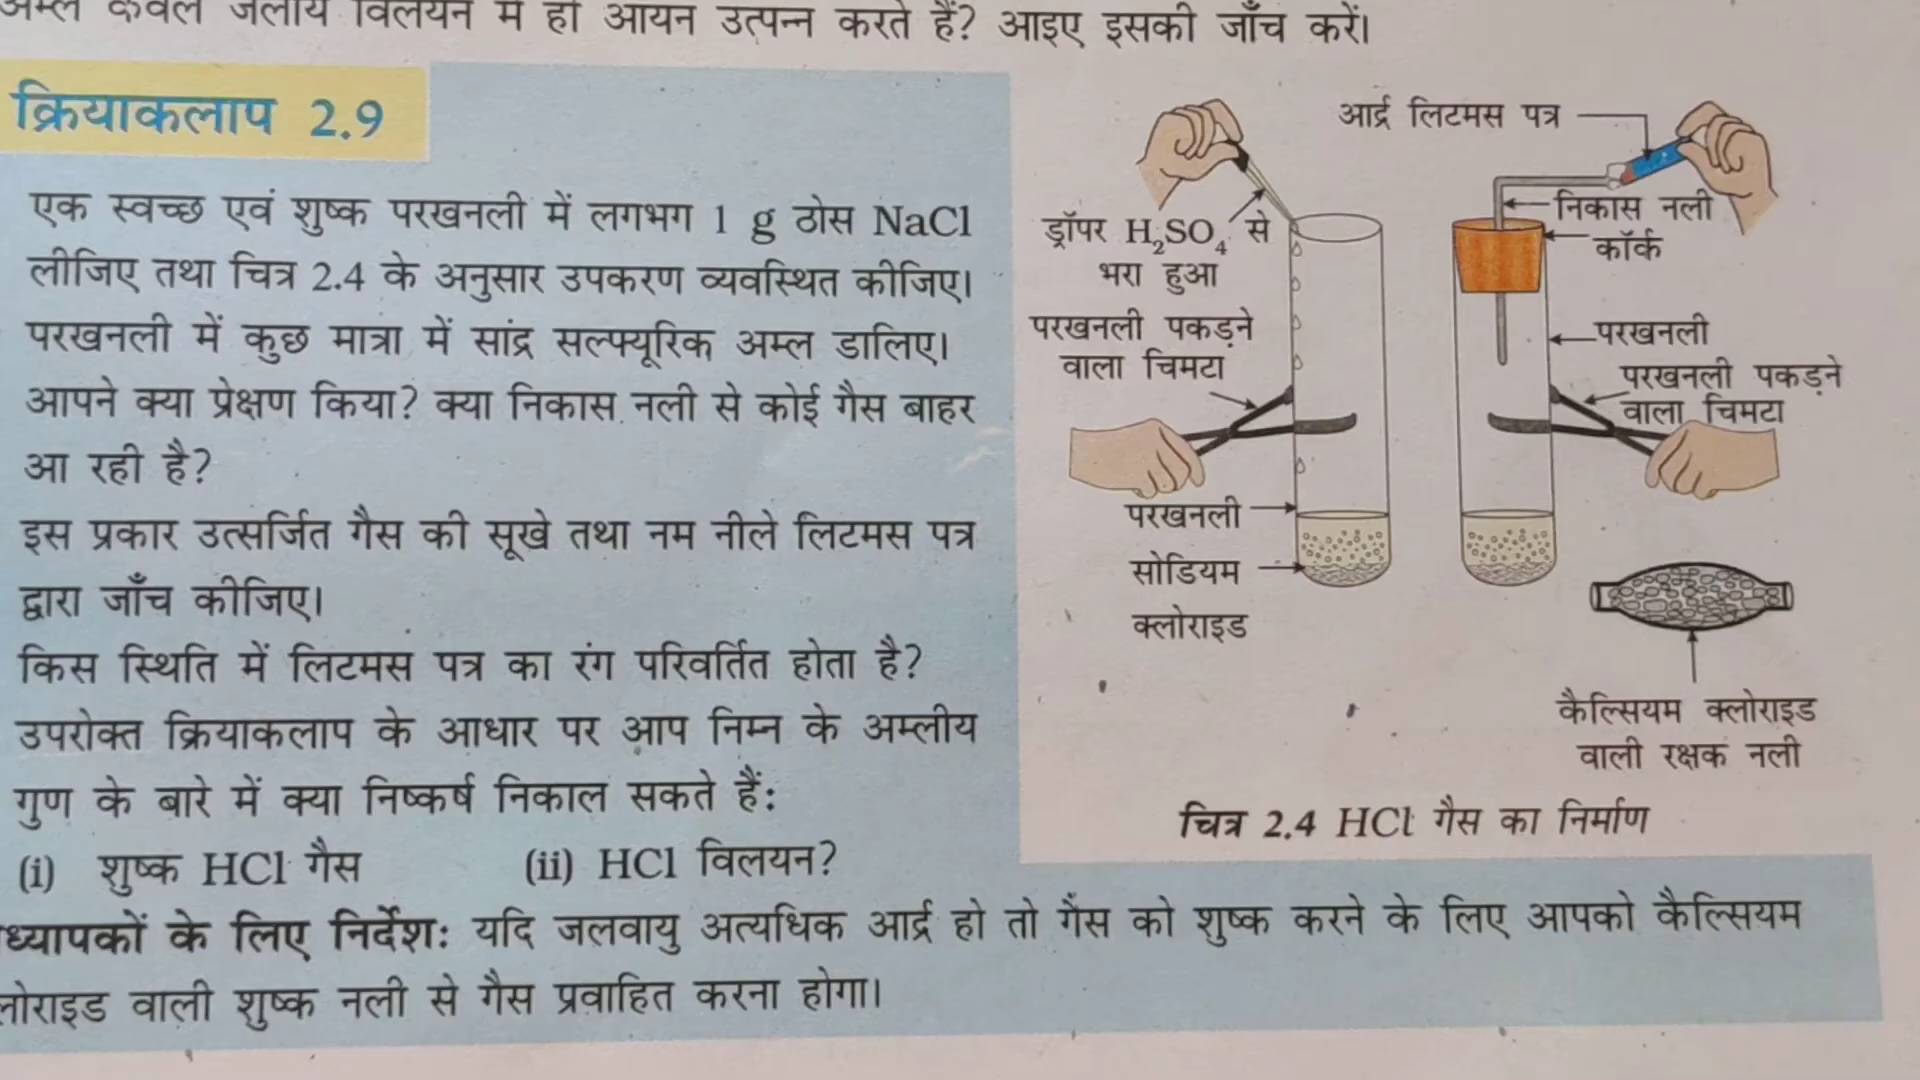 अम्ल केवल जलीय विलयन में ही आयन उत्पन्न करते हैं? आइए इसकी जाँच करें।
क्रियाकलाप 2.9
एक स्वच्छ एवं शुष्क परखनली में लगभग 1 g ठोस NaCl
लीजिए तथा चित्र 2.4 के अनुसार उपकरण व्यवस्थित कीजिए।
परखनली में कुछ मात्रा में सांद्र सल्फ्यूरिक अम्ल डालिए।
आपने क्या प्रेक्षण किया? क्या निकास नली से कोई गैस बाहर
आ रही है?
इस प्रकार उत्सर्जित गैस की सूखे तथा नम नीले लिटमस पत्र
द्वारा जाँच कीजिए।
किस स्थिति में लिटमस पत्र का रंग परिवर्तित होता है?
उपरोक्त क्रियाकलाप के आधार पर आप निम्न के अम्लीय
गुण के बारे में क्या निष्कर्ष निकाल सकते हैं:
(i) शुष्क HCl गैस (ii) HCl विलयन?
आर्द्र लिटमस पत्र
निकास नली
कॉर्क
ड्रॉपर H₂SO₄ से
भरा हुआ
परखनली पकड़ने
वाला चिमटा
परखनली
परखनली पकड़ने
वाला चिमटा
परखनली
सोडियम
क्लोराइड
कैल्सियम क्लोराइड
वाली रक्षक नली
चित्र 2.4 HCl गैस का निर्माण
ध्यापकों के लिए निर्देश: यदि जलवायु अत्यधिक आर्द्र हो तो गैस को शुष्क करने के लिए आपको कैल्सियम
लोराइड वाली शुष्क नली से गैस प्रवाहित करना होगा।